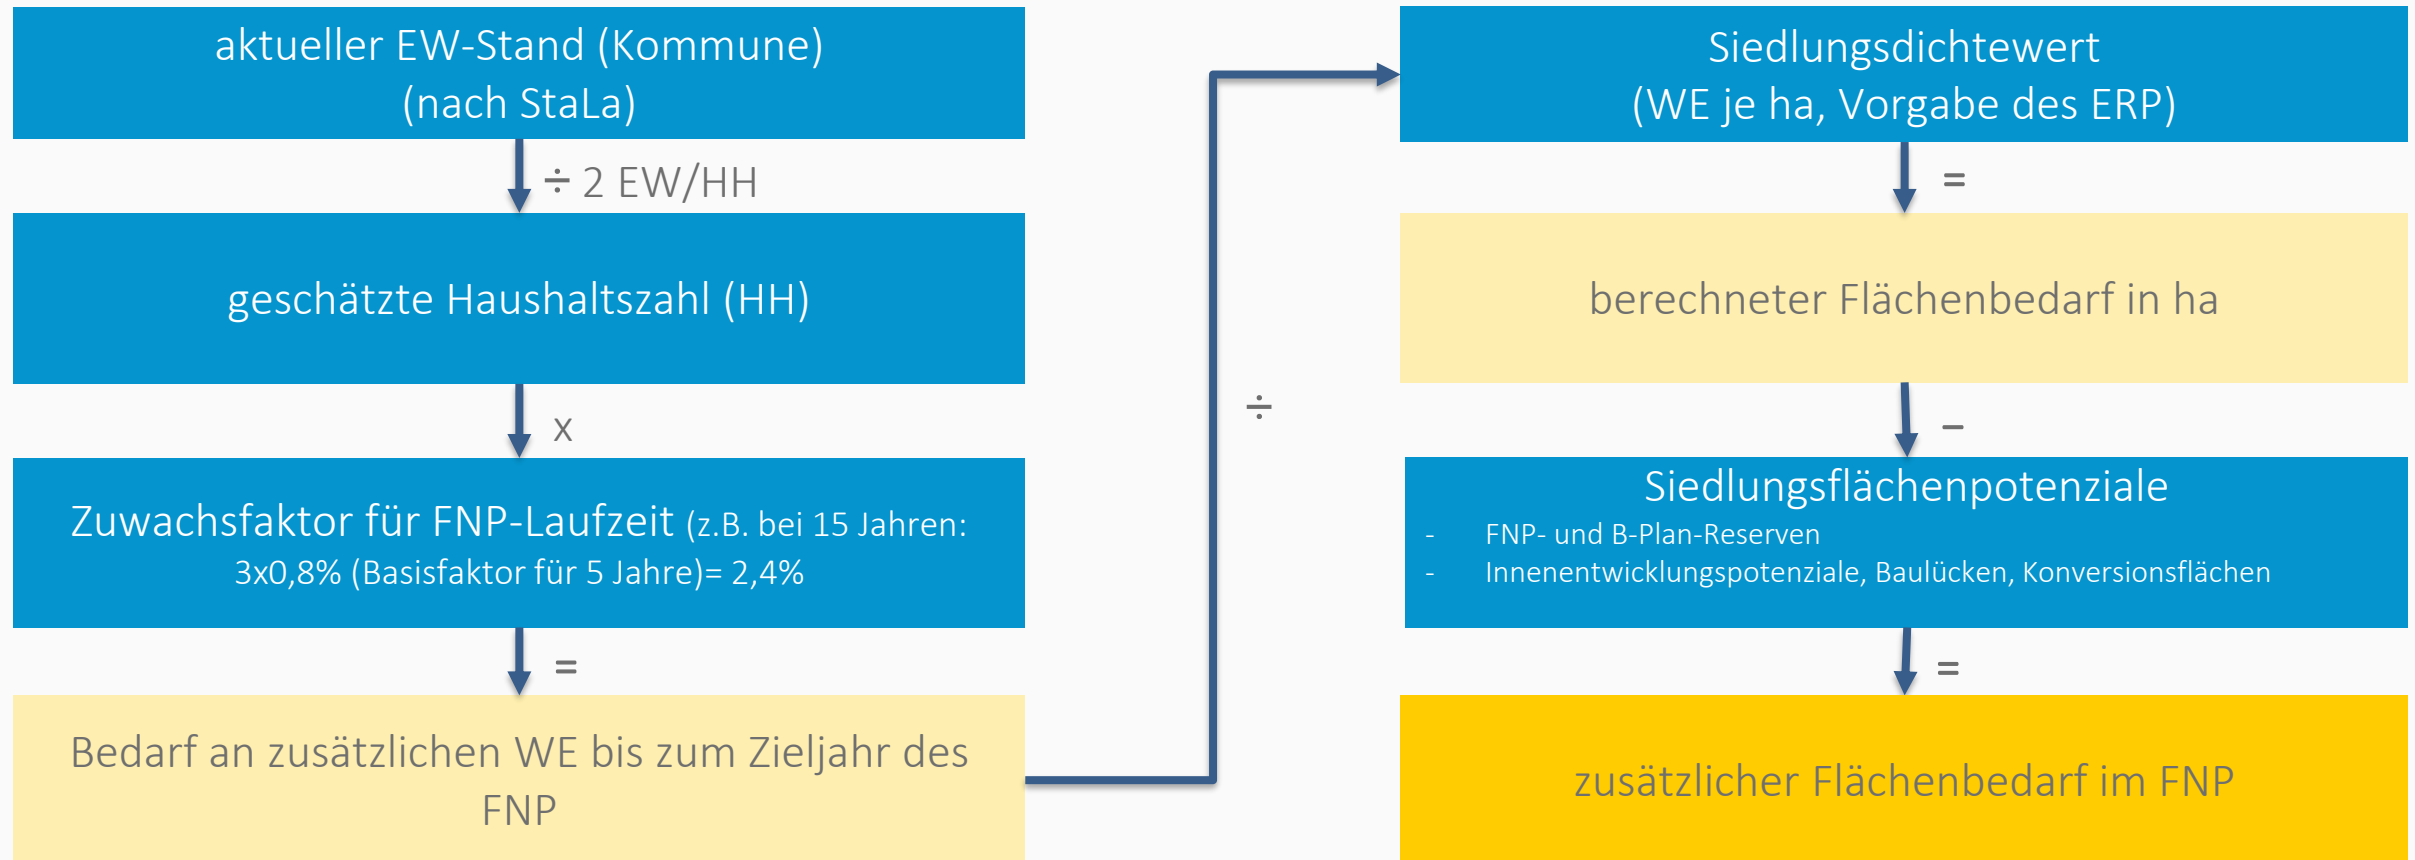 aktueller EW-Stand (Kommune)
(nach StaLa)
÷ 2 EW/HH
geschätzte Haushaltszahl (HH)
x
Zuwachsfaktor für FNP-Laufzeit (z.B. bei 15 Jahren:
3x0,8% (Basisfaktor für 5 Jahre)= 2,4%
=
Bedarf an zusätzlichen WE bis zum Zieljahr des
FNP
÷
Siedlungsdichtewert
(WE je ha, Vorgabe des ERP)
=
berechneter Flächenbedarf in ha
–
Siedlungsflächenpotenziale
- FNP- und B-Plan-Reserven
- Innenentwicklungspotenziale, Baulücken, Konversionsflächen
=
zusätzlicher Flächenbedarf im FNP